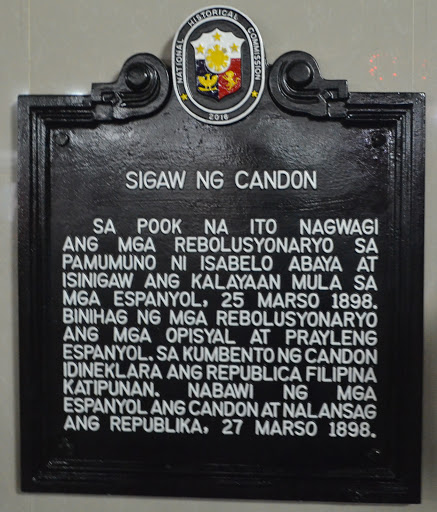 NATIONAL HISTORICAL COMMISSION
2016
SIGAW NG CANDON
SA POOK NA ITO NAGWAGI
ANG MGA REBOLUSYONARYO SA
PAMUMUNO NI ISABELO ABAYA AT
ISINIGAW ANG KALAYAAN MULA SA
MGA ESPANYOL, 25 MARSO 1898.
BINIHAG NG MGA REBOLUSYONARYO
ANG MGA OPISYAL AT PRAYLENG
ESPANYOL. SA KUMBENTO NG CANDON
IDINEKLARA ANG REPUBLICA FILIPINA
KATIPUNAN. NABAWI NG MGA
ESPANYOL ANG CANDON AT NALANSAG
ANG REPUBLIKA, 27 MARSO 1898.